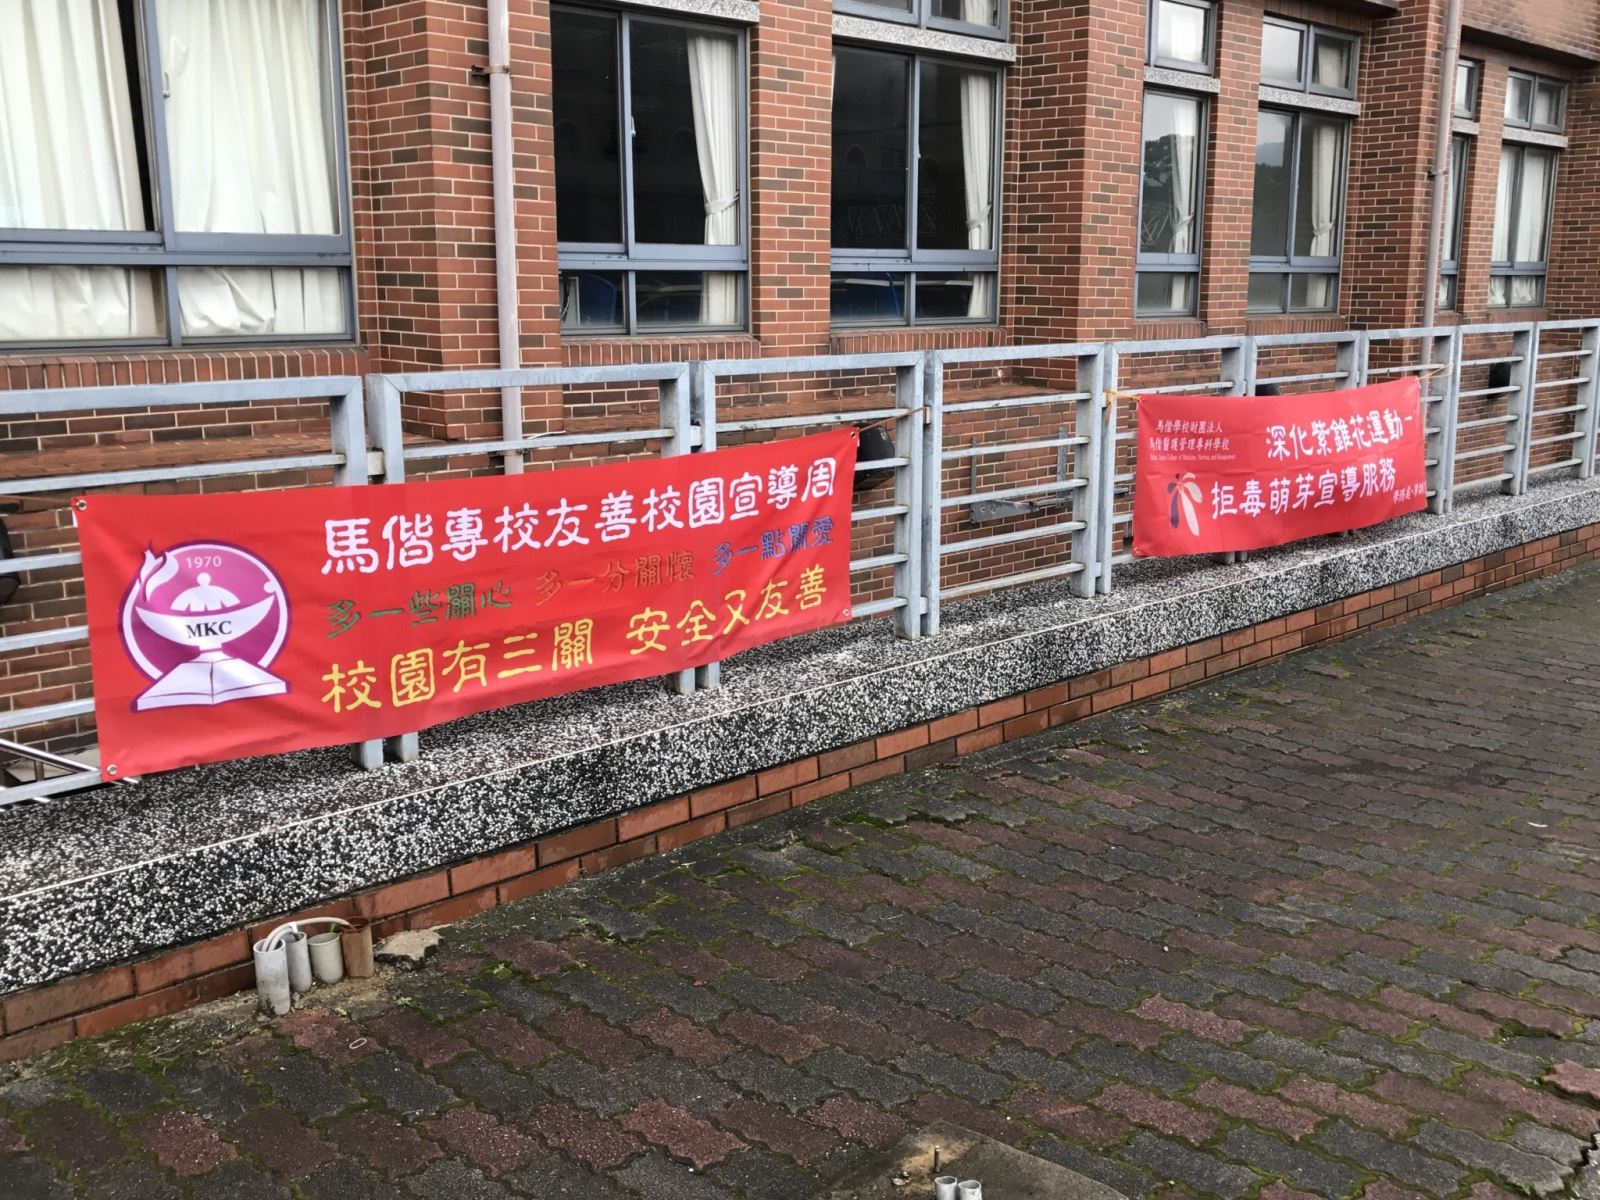 馬偕專校友善校園宣導周
多一些關心 多一分關懷 多一點關愛
校園有三關 安全又友善
1970
MKC
馬偕學校財團法人
馬偕醫護管理專科學校
深化紫錐花運動－
拒毒萌芽宣導服務